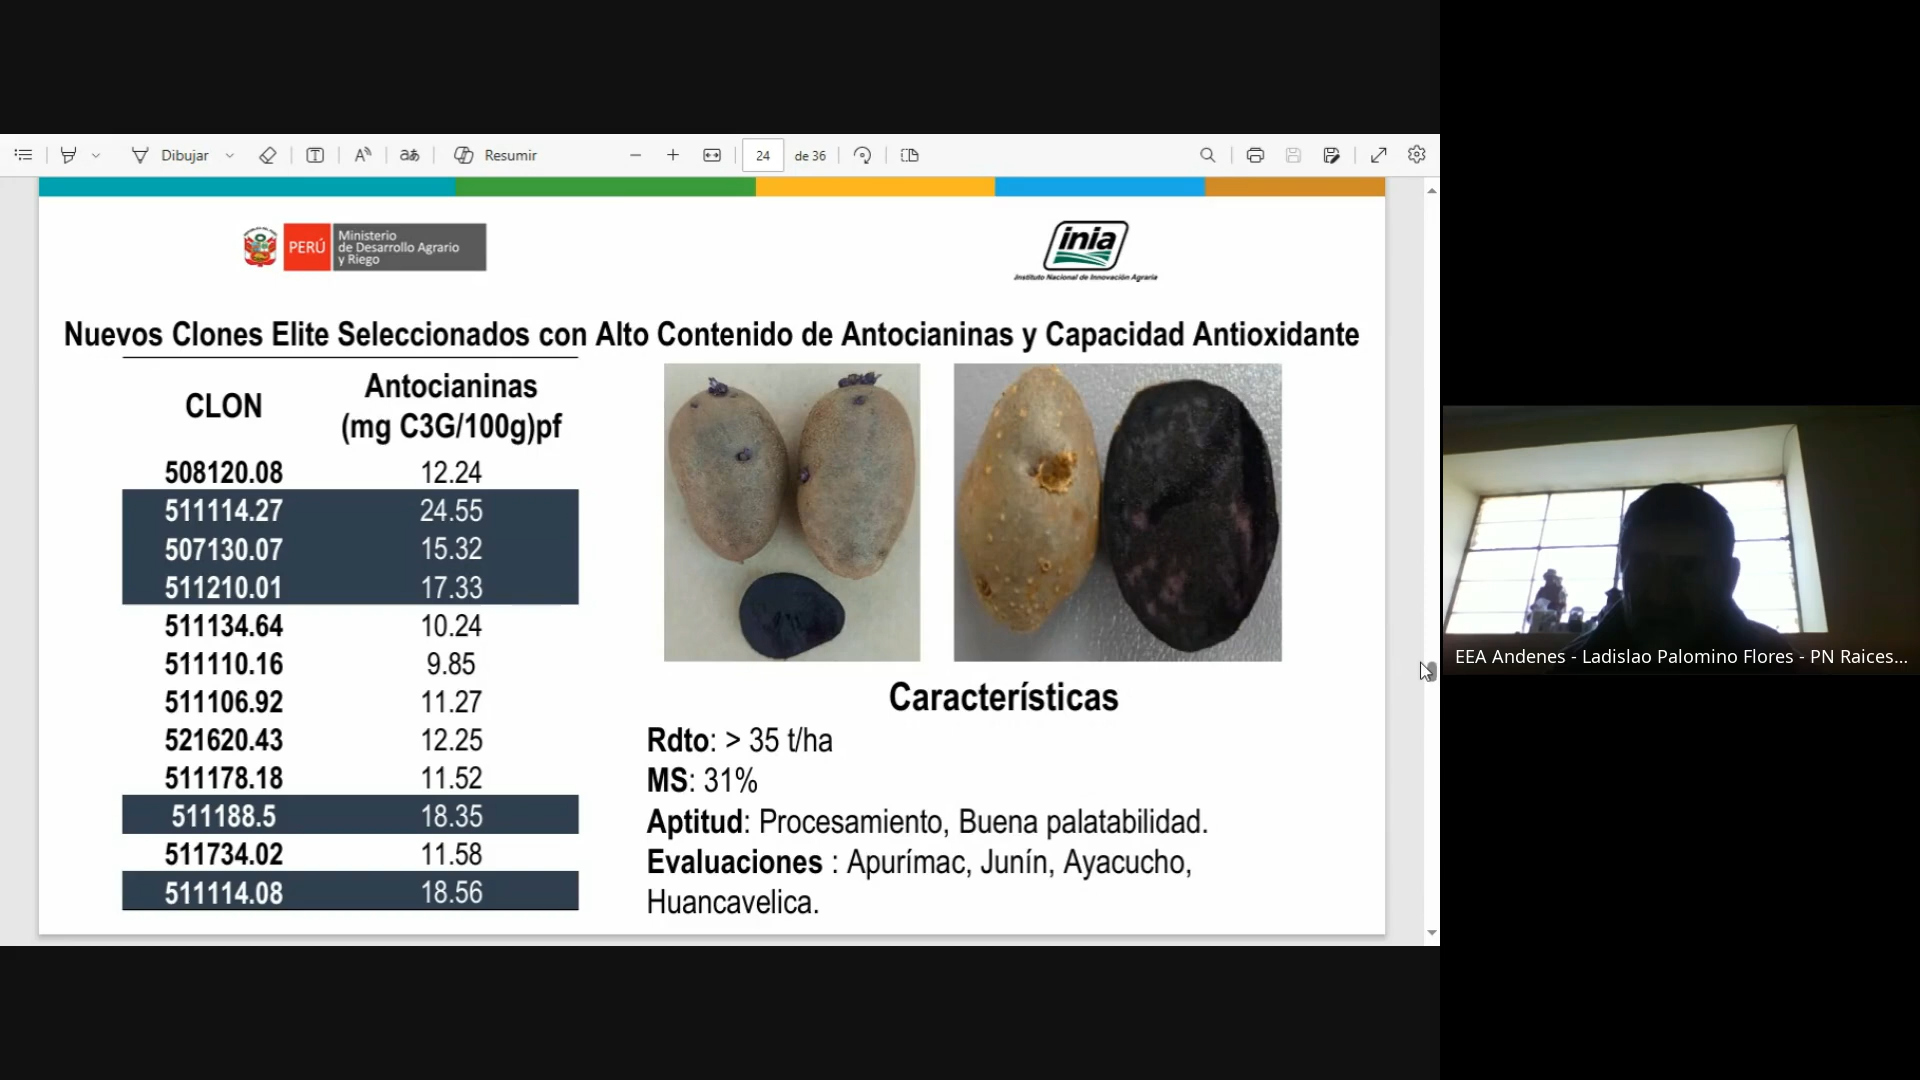 Dibujar
Resumir
24
de 36
PERÚ
Ministerio
de Desarrollo Agrario
y Riego
inia
Instituto Nacional de Innovación Agraria
Nuevos Clones Elite Seleccionados con Alto Contenido de Antocianinas y Capacidad Antioxidante
CLON
Antocianinas
(mg C3G/100g)pf
508120.08 12.24
511114.27 24.55
507130.07 15.32
511210.01 17.33
511134.64 10.24
511110.16 9.85
511106.92 11.27
521620.43 12.25
511178.18 11.52
511188.5 18.35
511734.02 11.58
511114.08 18.56
Características
Rdto: > 35 t/ha
MS: 31%
Aptitud: Procesamiento, Buena palatabilidad.
Evaluaciones : Apurímac, Junín, Ayacucho,
Huancavelica.
EEA Andenes - Ladislao Palomino Flores - PN Raices...